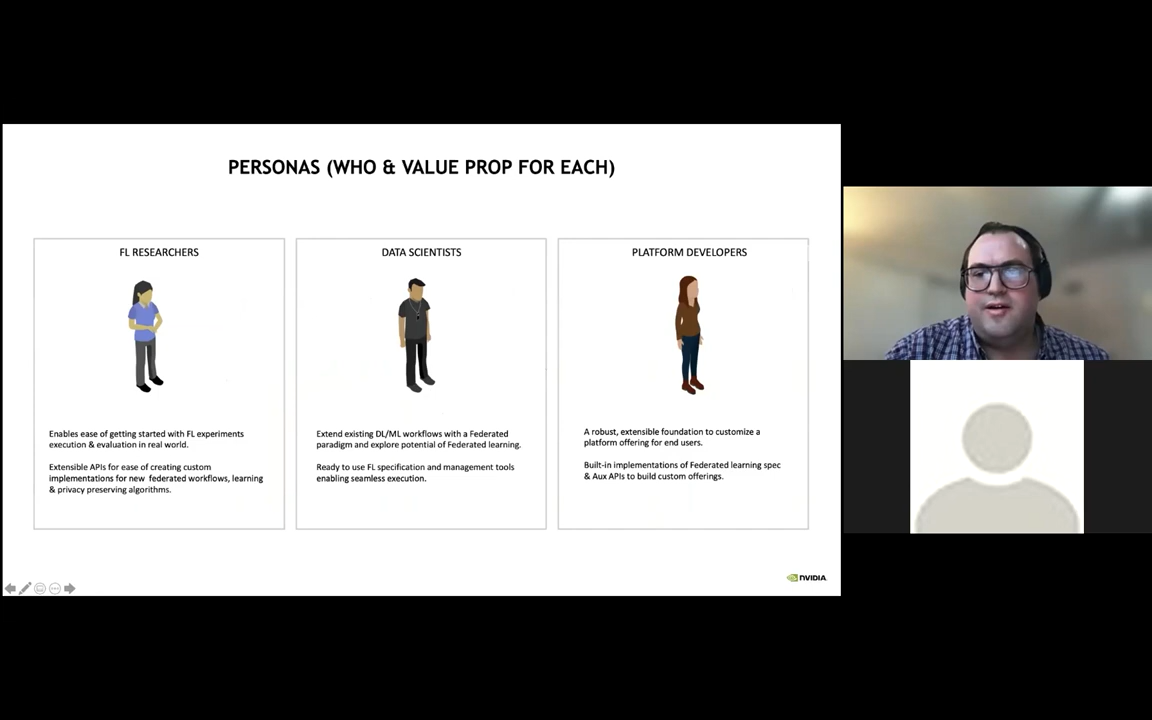 PERSONAS (WHO & VALUE PROP FOR EACH)
FL RESEARCHERS
Enables ease of getting started with FL experiments
execution & evaluation in real world.
Extensible APIs for ease of creating custom
implementations for new federated workflows, learning
& privacy preserving algorithms.
DATA SCIENTISTS
Extend existing DL/ML workflows with a Federated
paradigm and explore potential of Federated learning.
Ready to use FL specification and management tools
enabling seamless execution.
PLATFORM DEVELOPERS
A robust, extensible foundation to customize a
platform offering for end users.
Built-in implementations of Federated learning spec
& Aux APIs to build custom offerings.
NVIDIA.